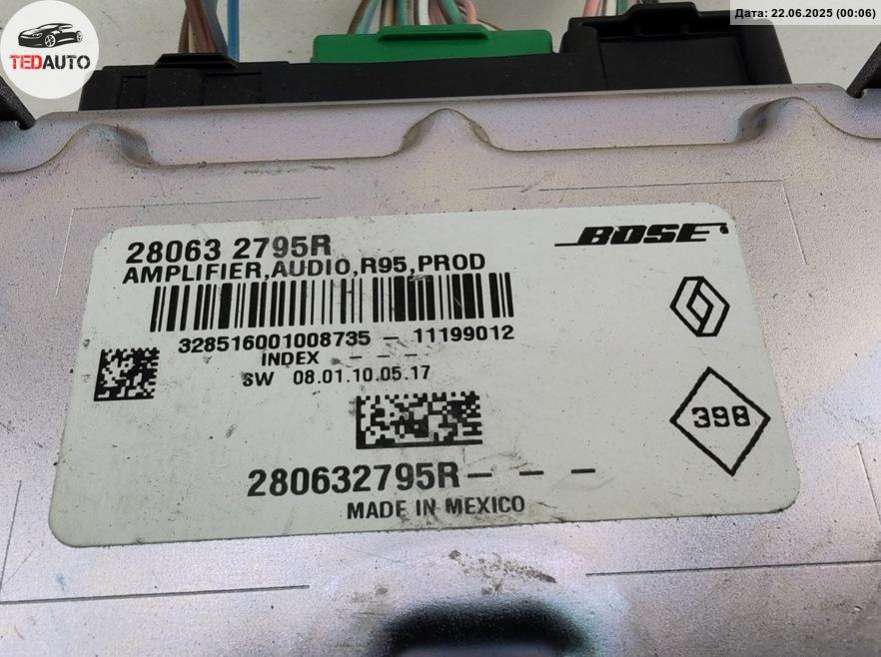 Дата: 22.06.2025 (00:06)
TEDAUTO
28063 2795R
BOSE
AMPLIFIER,AUDIO,R95,PROD
328516001008735 - 11199012
INDEX - - -
SW 08.01.10.05.17
398
280632795R- - -
MADE IN MEXICO